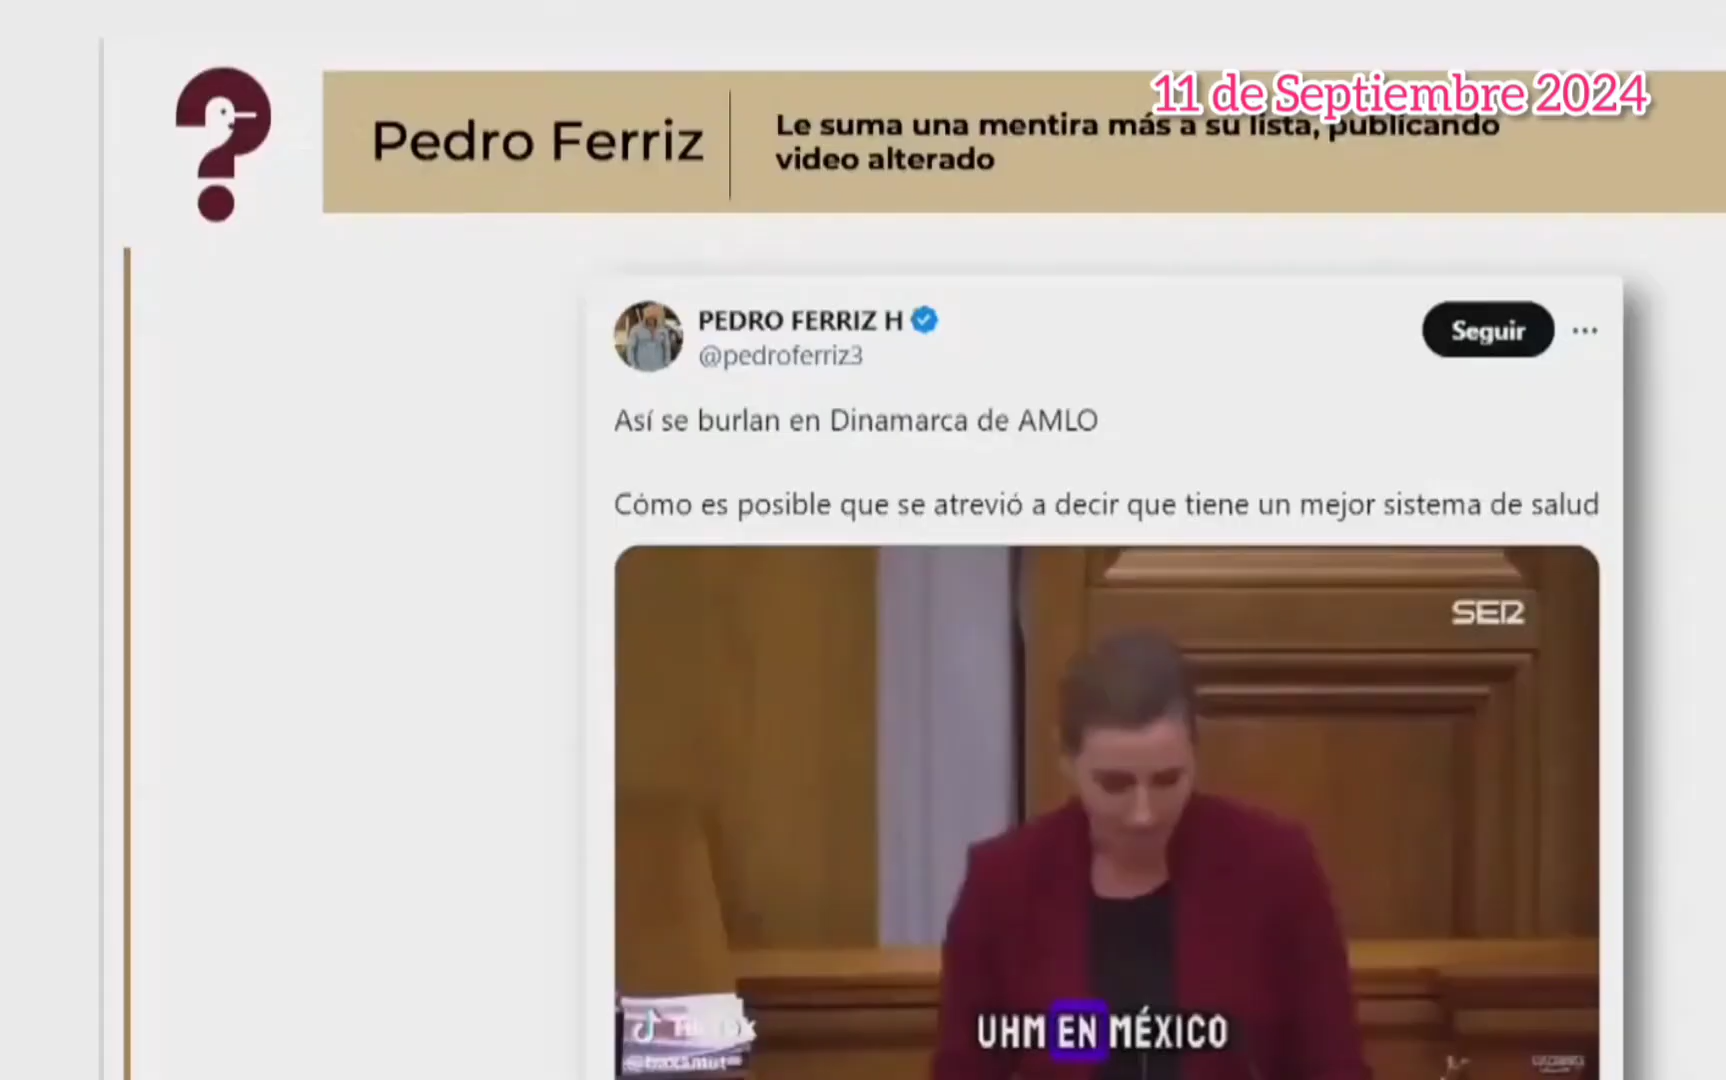 11 de Septiembre 2024
Pedro Ferriz
Le suma una mentira más a su lista, publicando
video alterado
PEDRO FERRIZ H
@pedroferriz3
Seguir
Así se burlan en Dinamarca de AMLO
Cómo es posible que se atrevió a decir que tiene un mejor sistema de salud
SER
UHM EN MÉXICO